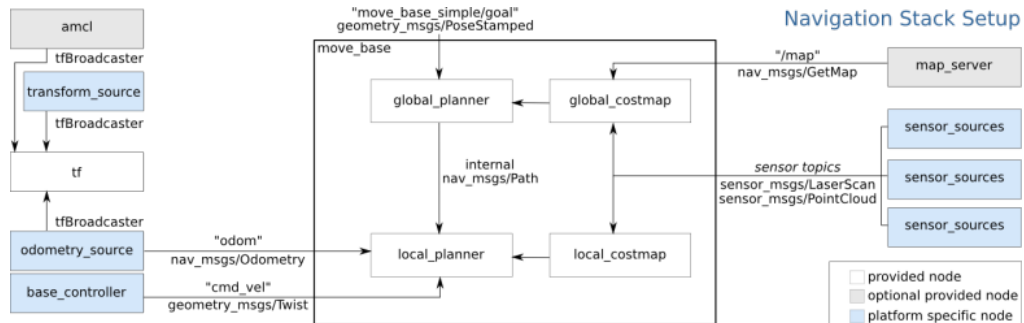 Navigation Stack Setup
"move_base_simple/goal"
geometry_msgs/PoseStamped
amcl
tfBroadcaster
transform_source
tfBroadcaster
tf
tfBroadcaster
odometry_source
base_controller
"odom"
nav_msgs/Odometry
"cmd_vel"
geometry_msgs/Twist
move_base
global_planner
global_costmap
internal
nav_msgs/Path
local_planner
local_costmap
"/map"
nav_msgs/GetMap
map_server
sensor topics
sensor_msgs/LaserScan
sensor_msgs/PointCloud
sensor_sources
sensor_sources
sensor_sources
provided node
optional provided node
platform specific node